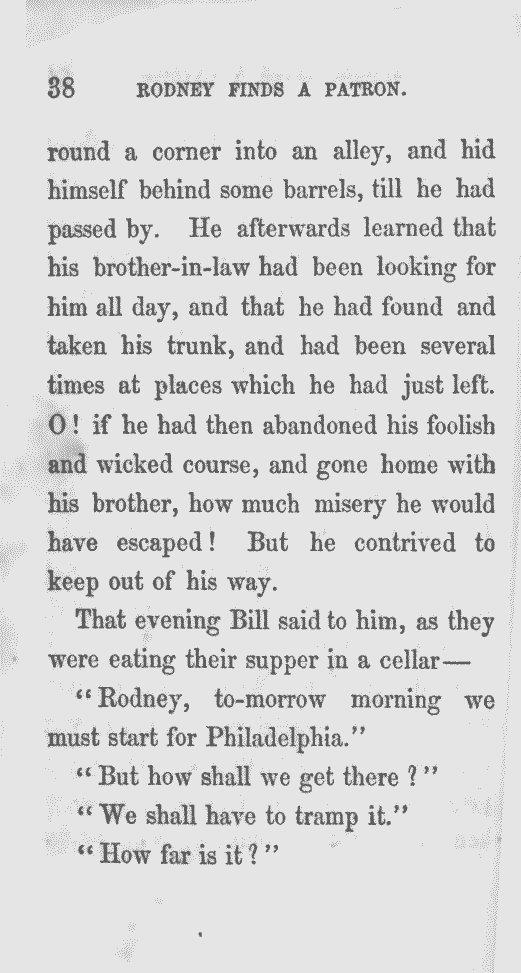 38 RODNEY FINDS A PATRON.
round a corner into an alley, and hid
himself behind some barrels, till he had
passed by. He afterwards learned that
his brother-in-law had been looking for
him all day, and that he had found and
taken his trunk, and had been several
times at places which he had just left.
O! if he had then abandoned his foolish
and wicked course, and gone home with
his brother, how much misery he would
have escaped! But he contrived to
keep out of his way.
That evening Bill said to him, as they
were eating their supper in a cellar—
“Rodney, to-morrow morning we
must start for Philadelphia.”
“But how shall we get there?”
“We shall have to tramp it.”
“How far is it?”